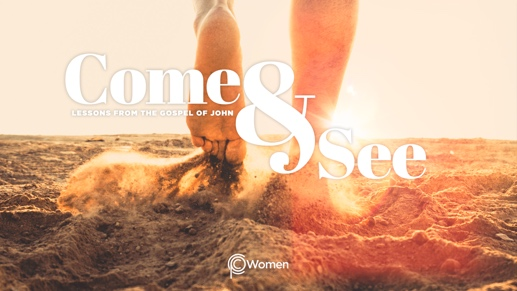 Come
&
See
LESSONS FROM THE GOSPEL OF JOHN
Women